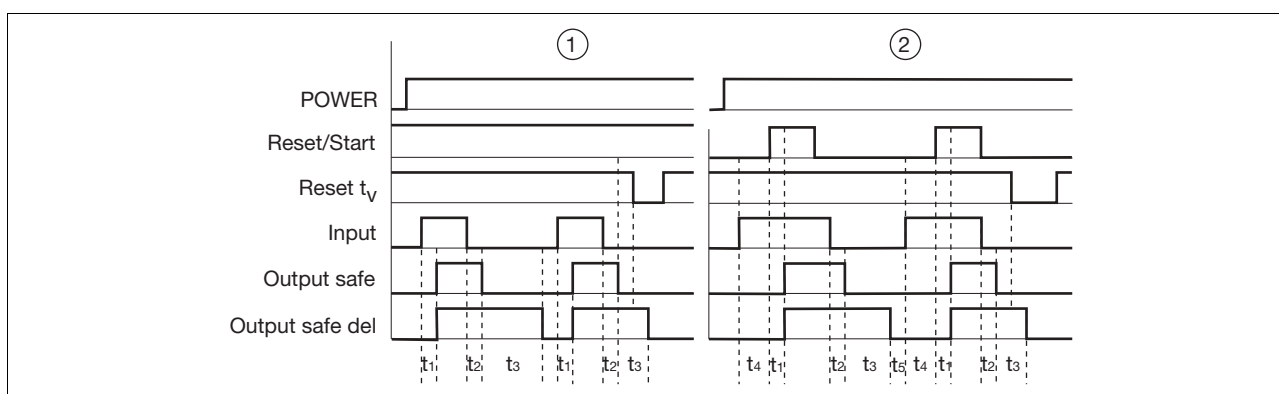 ① ②
POWER
Reset/Start
Reset tV
Input
Output safe
Output safe del
t1 t2 t3 t1 t2 t3 t4 t1 t2 t3 t5 t4 t1 t2 t3